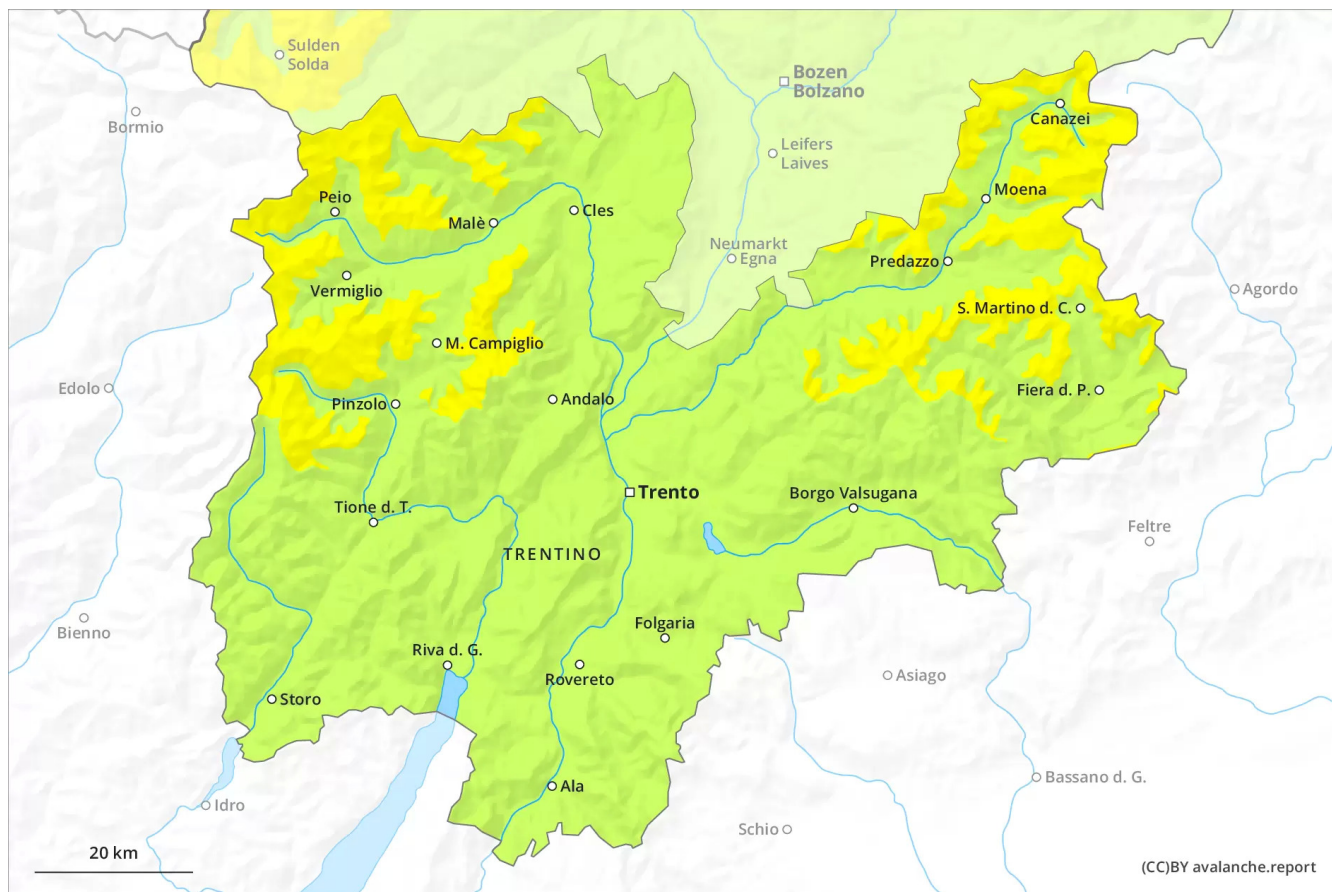 Sulden
Solda
Bozen
Bolzano
Bormio
Canazei
Leifers
Laives
Peio
Moena
Malè
Cles
Neumarkt
Egna
Predazzo
Vermiglio
Agordo
S. Martino d. C.
M. Campiglio
Edolo
Pinzolo
Andalo
Fiera d. P.
Trento
Borgo Valsugana
Tione d. T.
Feltre
TRENTINO
Bienno
Folgaria
Riva d. G.
Rovereto
Asiago
Storo
Bassano d. G.
Ala
Idro
Schio
20 km
(CC)BY avalanche.report